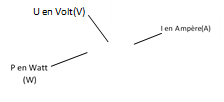 U en Volt(V)
I en Ampère(A)
P en Watt
(W)